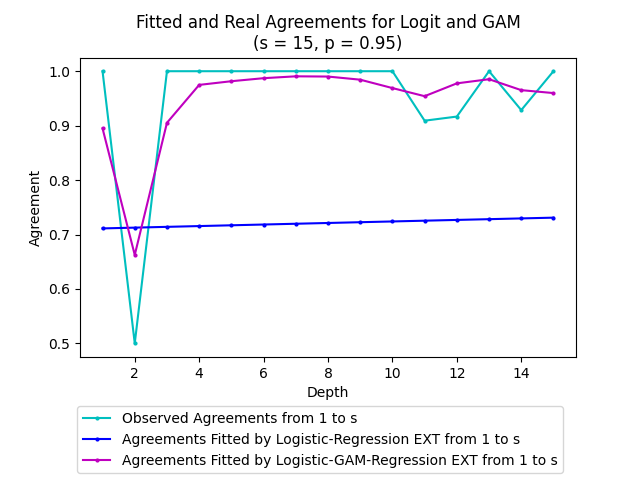 Fitted and Real Agreements for Logit and GAM
(s = 15, p = 0.95)
1.0
0.9
0.8
0.7
0.6
0.5
Agreement
2 4 6 8 10 12 14
Depth
Observed Agreements from 1 to s
Agreements Fitted by Logistic-Regression EXT from 1 to s
Agreements Fitted by Logistic-GAM-Regression EXT from 1 to s